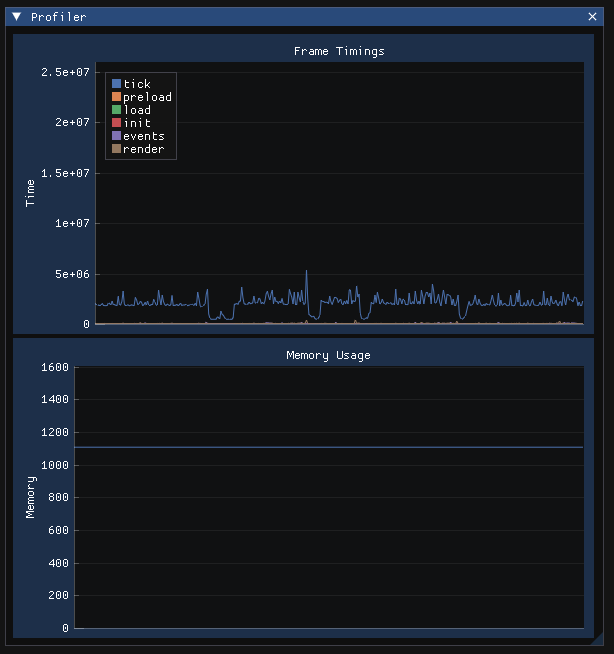 Profiler
Frame Timings
2.5e+07
2e+07
1.5e+07
1e+07
5e+06
0
Time
tick
preload
load
init
events
render
Memory Usage
1600
1400
1200
1000
800
600
400
200
0
Memory